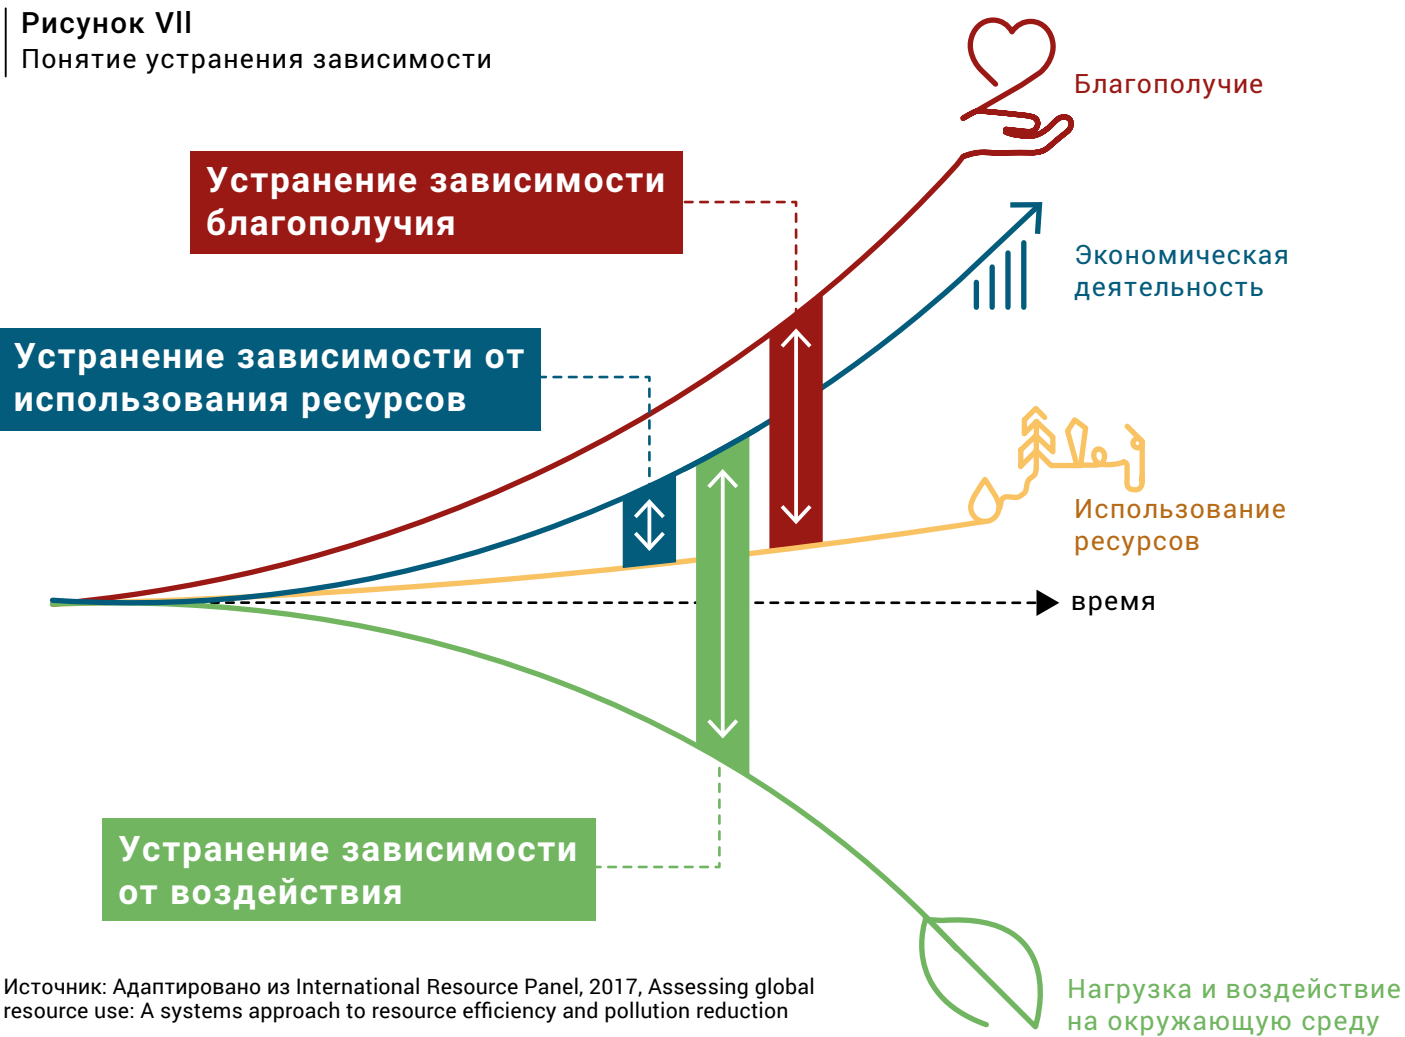 Рисунок VII
Понятие устранения зависимости
Благополучие
Устранение зависимости
благополучия
Экономическая
деятельность
Устранение зависимости от
использования ресурсов
Использование
ресурсов
время
Устранение зависимости
от воздействия
Источник: Адаптировано из International Resource Panel, 2017, Assessing global
resource use: A systems approach to resource efficiency and pollution reduction
Нагрузка и воздействие
на окружающую среду